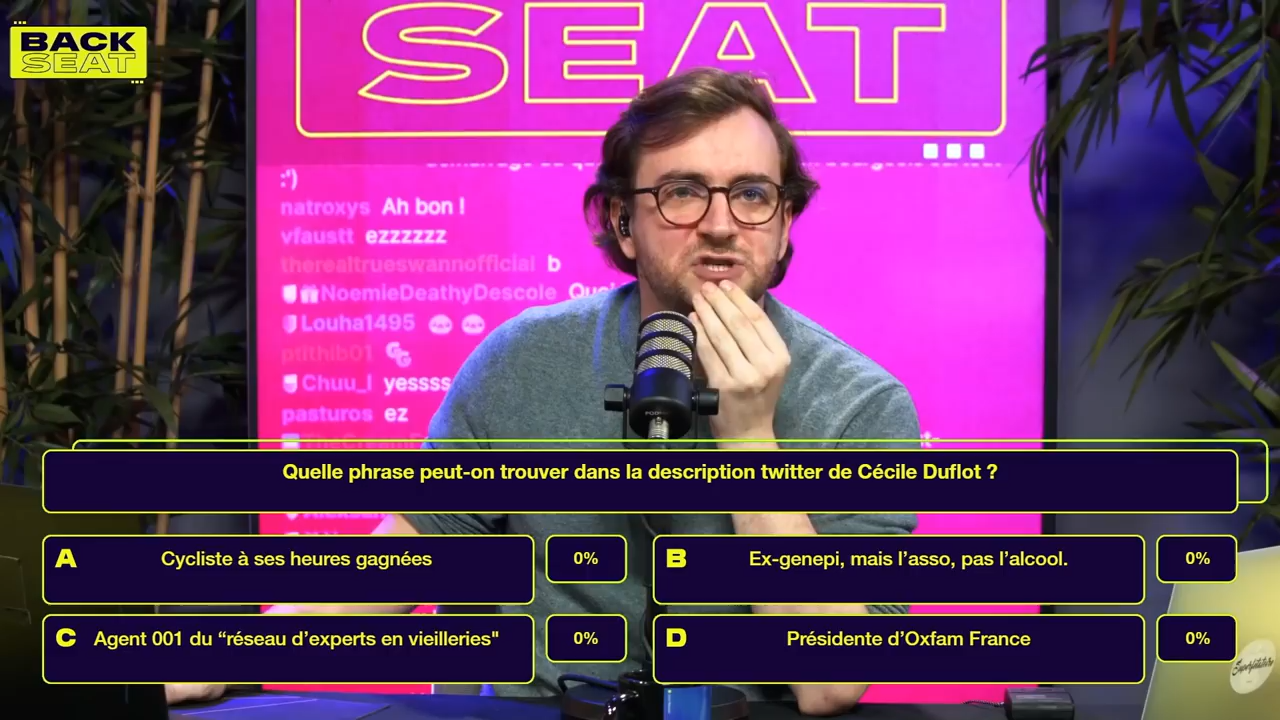 BACK
SEAT
SEAT
:')
natroxys Ah bon !
vfaustt ezzzzzz
therealtrueswannofficial b
NoemieDeathyDescole
Louha1495
ptithib01
Chuu_l yessss
pasturos ez
Quelle phrase peut-on trouver dans la description twitter de Cécile Duflot ?
A Cycliste à ses heures gagnées 0%
B Ex-genepi, mais l’asso, pas l’alcool. 0%
C Agent 001 du “réseau d’experts en vieilleries" 0%
D Présidente d’Oxfam France 0%